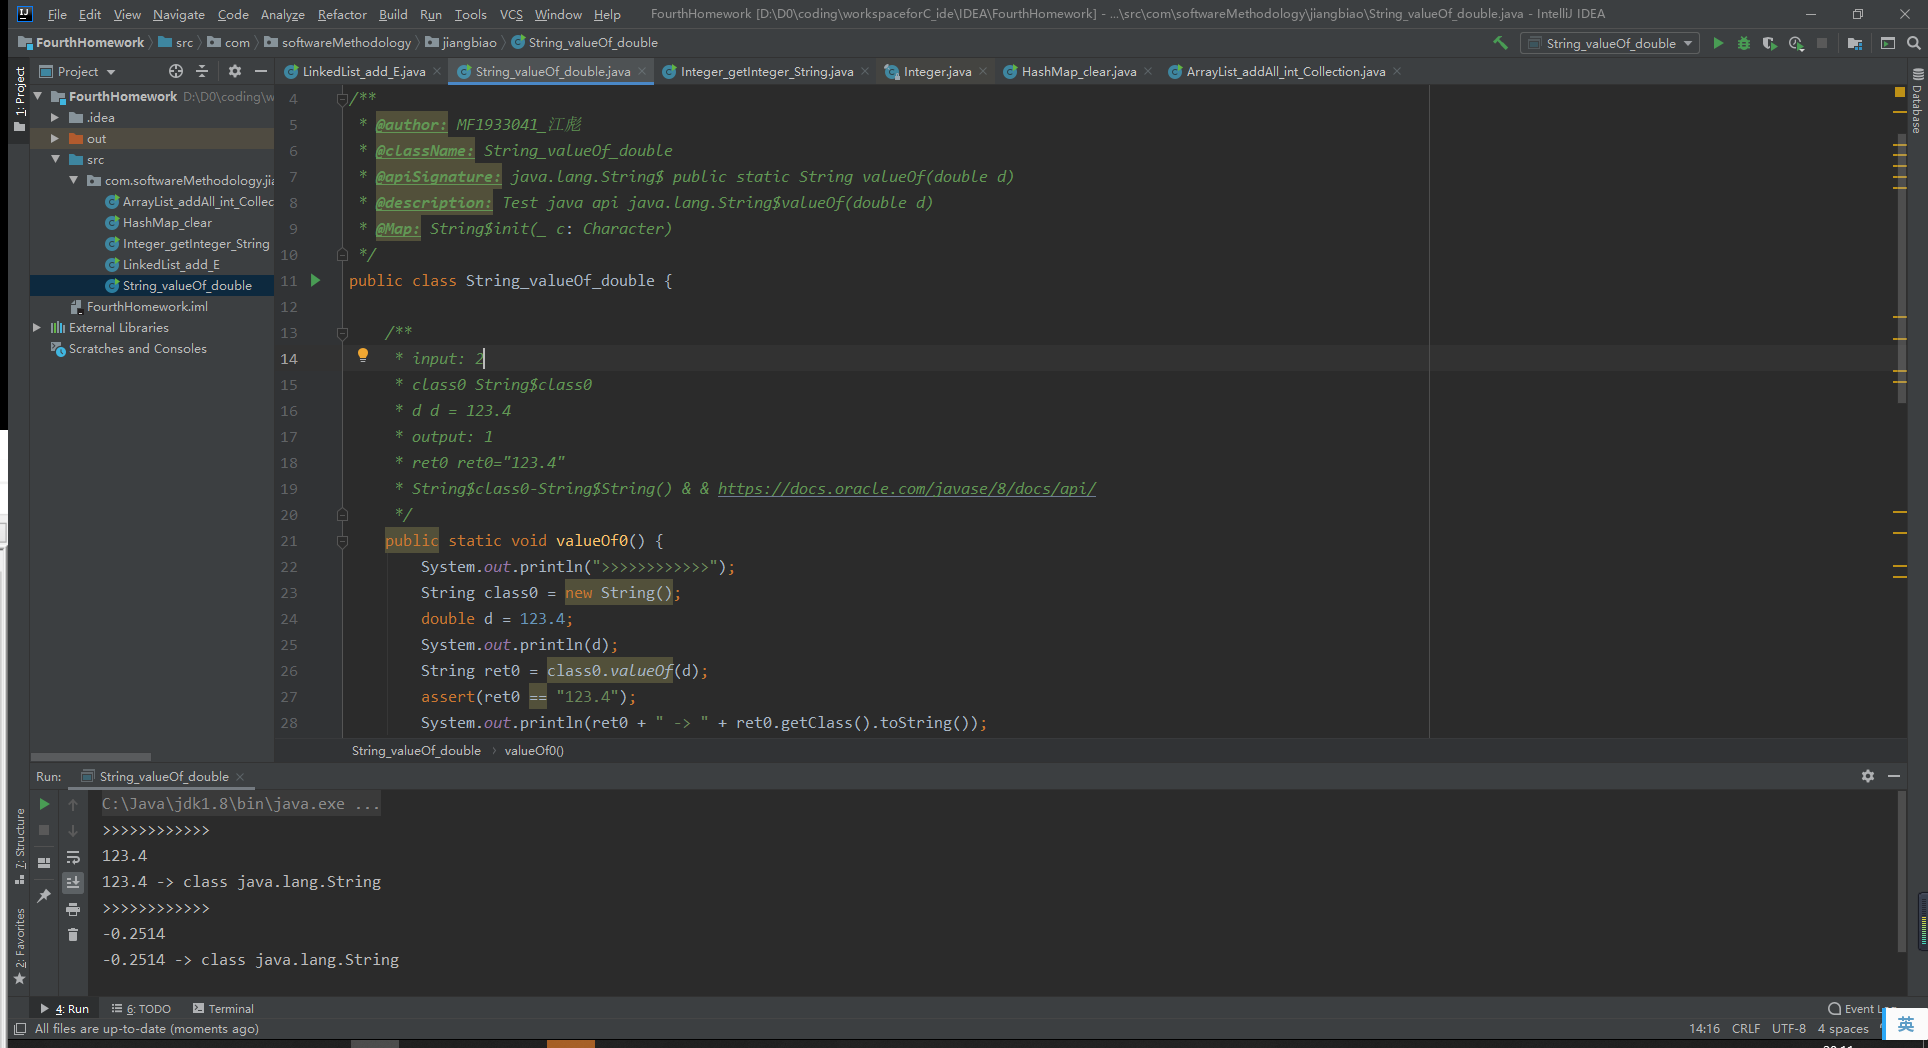 File Edit View Navigate Code Analyze Refactor Build Run Tools VCS Window Help FourthHomework [D:\D0\coding\workspaceforC_ide\IDEA\FourthHomework] - ...\src\com\softwareMethodology\jiangbiao\String_valueOf_double.java - IntelliJ IDEA
FourthHomework src com softwareMethodology jiangbiao String_valueOf_double String_valueOf_double
Project LinkedList_add_E.java String_valueOf_double.java Integer_getInteger_String.java Integer.java HashMap_clear.java ArrayList_addAll_int_Collection.java
1: Project
Database
FourthHomework D:\D0\coding\w
.idea
out
src
com.softwareMethodology.jia
ArrayList_addAll_int_Collec
HashMap_clear
Integer_getInteger_String
LinkedList_add_E
String_valueOf_double
FourthHomework.iml
External Libraries
Scratches and Consoles
4 /**
5 * @author: MF1933041_江彪
6 * @className: String_valueOf_double
7 * @apiSignature: java.lang.String$ public static String valueOf(double d)
8 * @description: Test java api java.lang.String$valueOf(double d)
9 * @Map: String$init(_ c: Character)
10 */
11 public class String_valueOf_double {
12
13 /**
14 * input: 2
15 * class0 String$class0
16 * d d = 123.4
17 * output: 1
18 * ret0 ret0="123.4"
19 * String$class0-String$String() & & https://docs.oracle.com/javase/8/docs/api/
20 */
21 public static void valueOf0() {
22 System.out.println(">>>>>>>>>>>>");
23 String class0 = new String();
24 double d = 123.4;
25 System.out.println(d);
26 String ret0 = class0.valueOf(d);
27 assert(ret0 == "123.4");
28 System.out.println(ret0 + " -> " + ret0.getClass().toString());
String_valueOf_double valueOf0()
Run: String_valueOf_double
C:\Java\jdk1.8\bin\java.exe ...
>>>>>>>>>>>>
123.4
123.4 -> class java.lang.String
>>>>>>>>>>>>
-0.2514
-0.2514 -> class java.lang.String
7: Structure
2: Favorites
4: Run 6: TODO Terminal Event L
All files are up-to-date (moments ago) 14:16 CRLF UTF-8 4 spaces
英